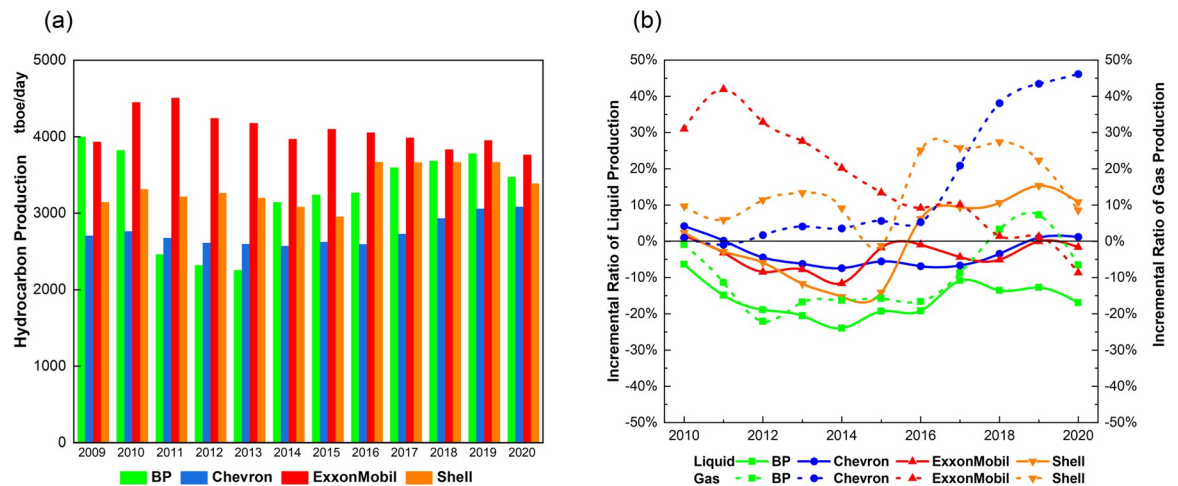 (a)
Hydrocarbon Production tboe/day
5000
4000
3000
2000
1000
0
2009 2010 2011 2012 2013 2014 2015 2016 2017 2018 2019 2020
BP Chevron ExxonMobil Shell
(b)
Incremental Ratio of Liquid Production
50%
40%
30%
20%
10%
0%
-10%
-20%
-30%
-40%
-50%
50%
40%
30%
20%
10%
0%
-10%
-20%
-30%
-40%
-50%
Incremental Ratio of Gas Production
2010 2012 2014 2016 2018 2020
Liquid BP Chevron ExxonMobil Shell
Gas BP Chevron ExxonMobil Shell